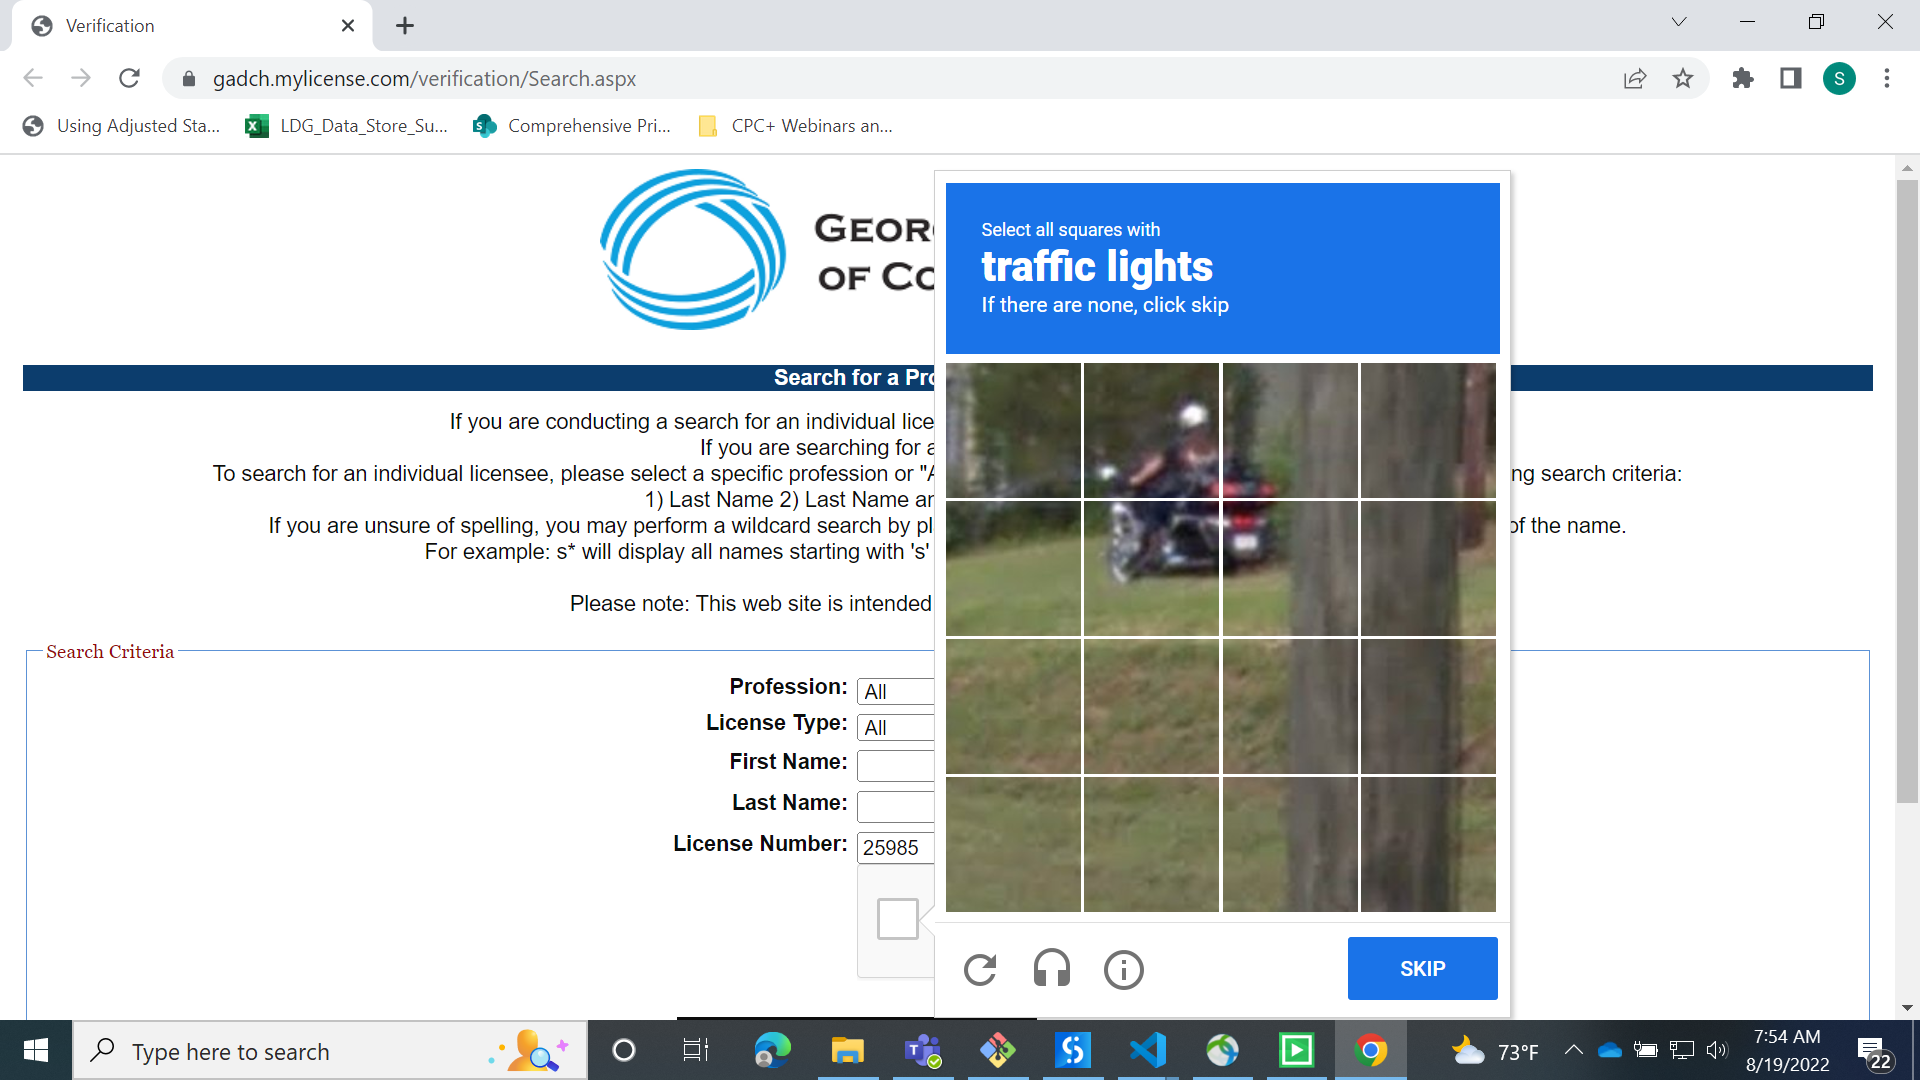 Verification
gadch.mylicense.com/verification/Search.aspx
S
Using Adjusted Sta...
LDG_Data_Store_Su...
Comprehensive Pri...
CPC+ Webinars an...
GEOR
OF CO
Search for a Pro
If you are conducting a search for an individual lice
If you are searching for a
To search for an individual licensee, please select a specific profession or "A
ng search criteria:
1) Last Name 2) Last Name an
If you are unsure of spelling, you may perform a wildcard search by pl
of the name.
For example: s* will display all names starting with 's'
Please note: This web site is intended
Search Criteria
Profession: All
License Type: All
First Name:
Last Name:
License Number: 25985
Select all squares with
traffic lights
If there are none, click skip
SKIP
Type here to search
73°F
7:54 AM
8/19/2022
22